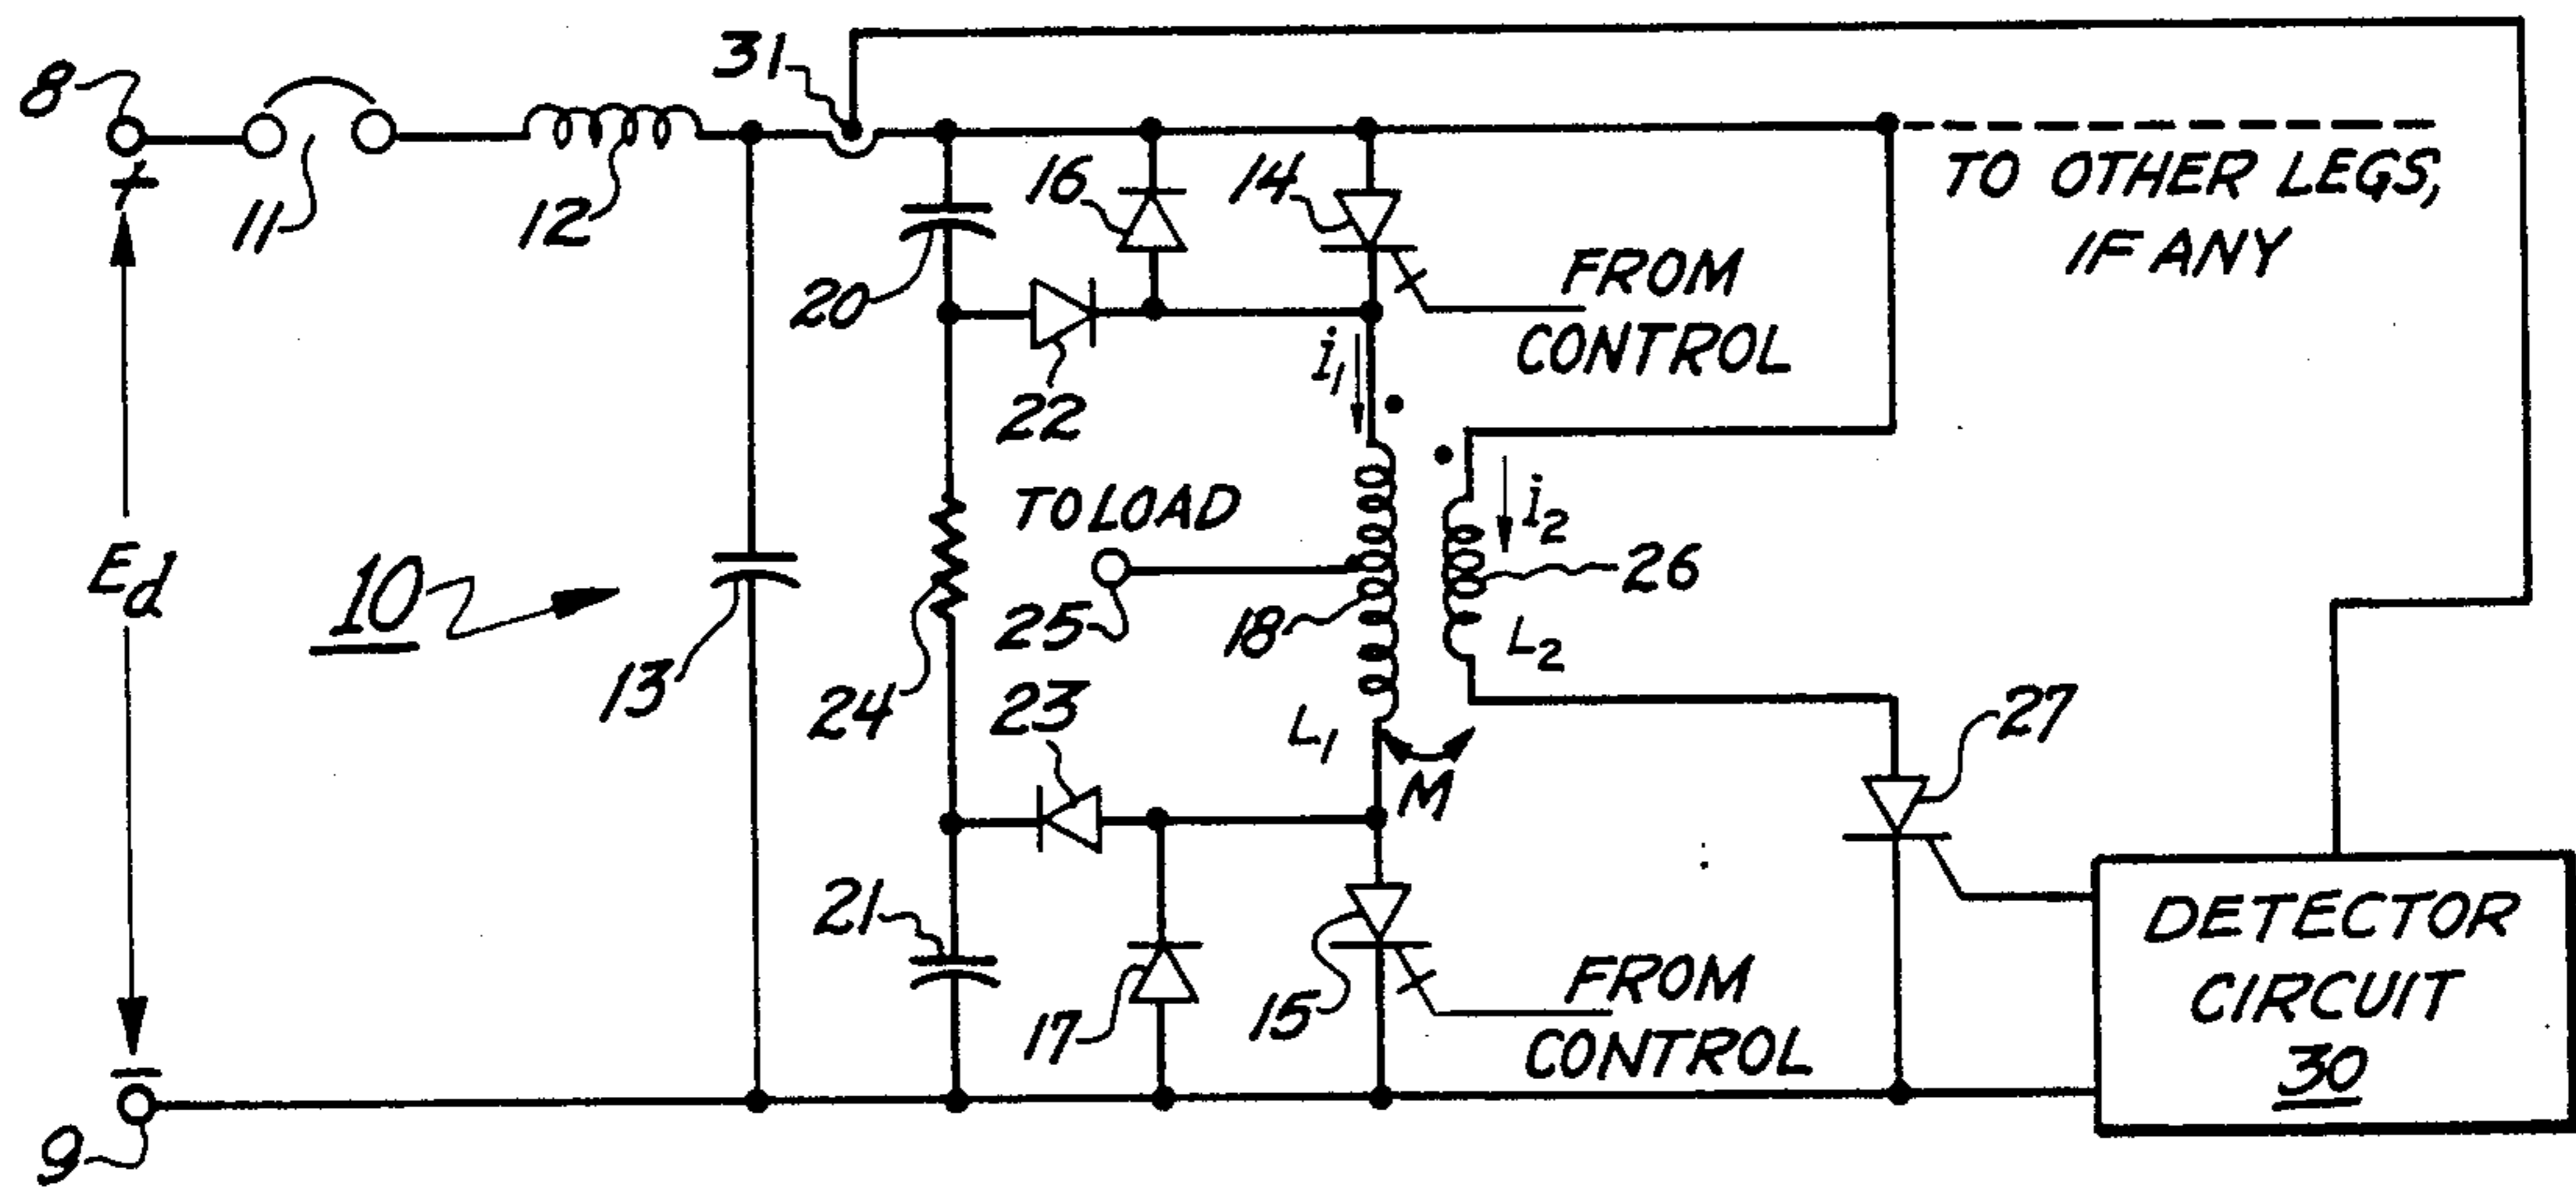 31
8
+
11
12
16
14
TO OTHER LEGS,
IF ANY
20
FROM
CONTROL
22
i1
Ed
10
13
TO LOAD
25
24
18
i2
26
L2
23
L1
M
27
21
17
15
FROM
CONTROL
DETECTOR
CIRCUIT
30
−
9